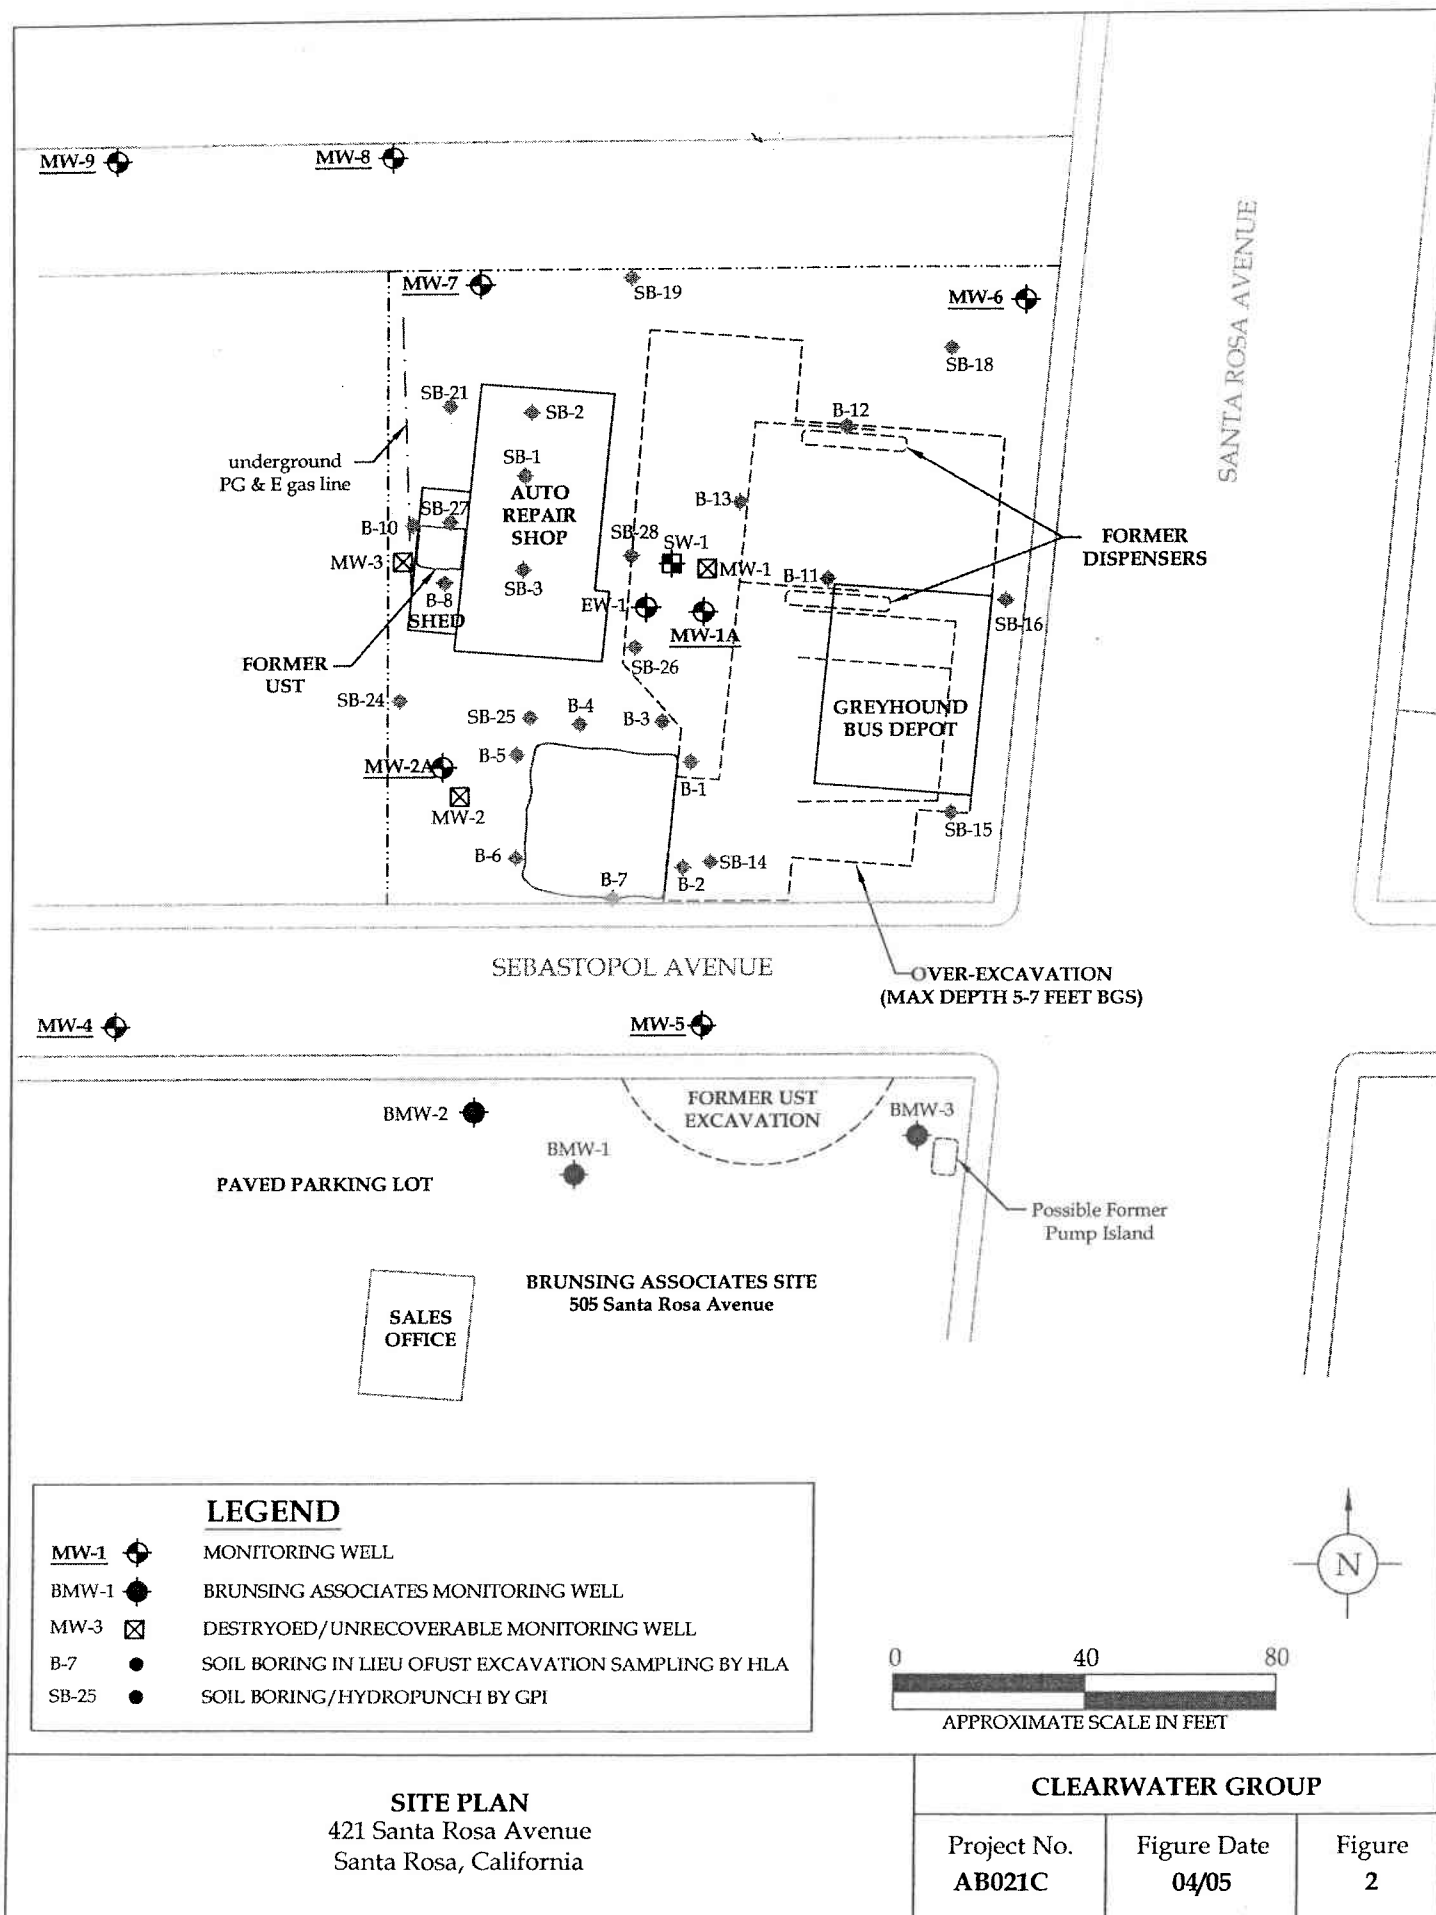 MW-9
MW-8
SANTA ROSA AVENUE
MW-7
SB-19
MW-6
SB-18
SB-21
SB-2
B-12
underground
PG & E gas line
SB-1
AUTO
REPAIR
SHOP
B-13
SB-27
B-10
SB-28
SW-1
FORMER
DISPENSERS
MW-3
MW-1
B-11
B-8
SB-3
SHED
EW-1
MW-1A
SB-16
FORMER
UST
SB-26
SB-24
SB-25
B-4
B-3
GREYHOUND
BUS DEPOT
B-5
MW-2A
B-1
MW-2
SB-15
B-6
SB-14
B-7
B-2
SEBASTOPOL AVENUE
OVER-EXCAVATION
(MAX DEPTH 5-7 FEET BGS)
MW-4
MW-5
FORMER UST
EXCAVATION
BMW-2
BMW-3
BMW-1
PAVED PARKING LOT
Possible Former
Pump Island
BRUNSING ASSOCIATES SITE
505 Santa Rosa Avenue
SALES
OFFICE
LEGEND
MW-1 MONITORING WELL
BMW-1 BRUNSING ASSOCIATES MONITORING WELL
MW-3 DESTRYOED/UNRECOVERABLE MONITORING WELL
B-7 SOIL BORING IN LIEU OFUST EXCAVATION SAMPLING BY HLA
SB-25 SOIL BORING/HYDROPUNCH BY GPI
N
0 40 80
APPROXIMATE SCALE IN FEET
SITE PLAN
421 Santa Rosa Avenue
Santa Rosa, California
CLEARWATER GROUP
Project No.
AB021C
Figure Date
04/05
Figure
2